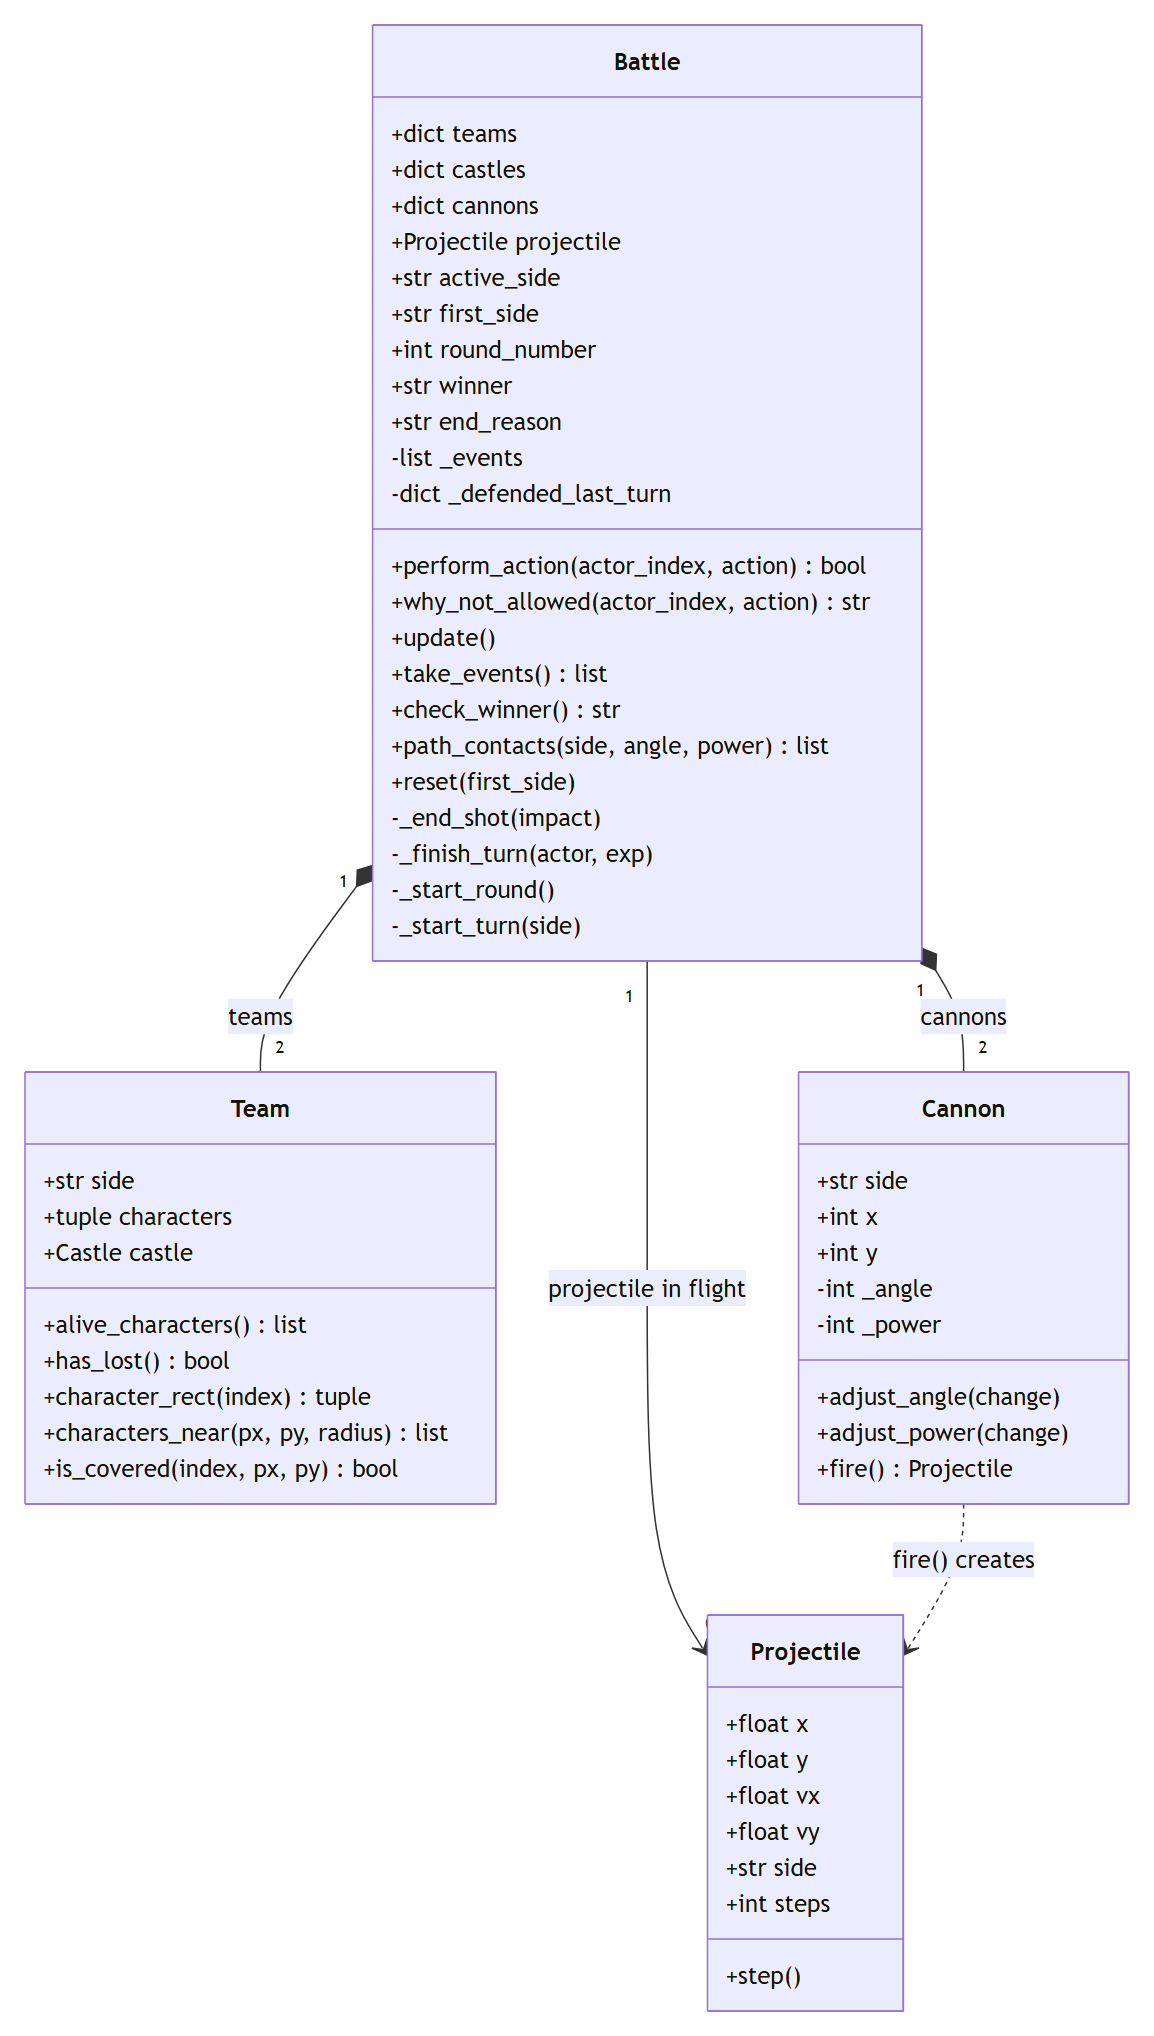 Battle
+dict teams
+dict castles
+dict cannons
+Projectile projectile
+str active_side
+str first_side
+int round_number
+str winner
+str end_reason
-list _events
-dict _defended_last_turn
+perform_action(actor_index, action) : bool
+why_not_allowed(actor_index, action) : str
+update()
+take_events() : list
+check_winner() : str
+path_contacts(side, angle, power) : list
+reset(first_side)
-_end_shot(impact)
-_finish_turn(actor, exp)
-_start_round()
-_start_turn(side)
1
1
1
teams
cannons
2
2
Team
+str side
+tuple characters
+Castle castle
+alive_characters() : list
+has_lost() : bool
+character_rect(index) : tuple
+characters_near(px, py, radius) : list
+is_covered(index, px, py) : bool
projectile in flight
Cannon
+str side
+int x
+int y
-int _angle
-int _power
+adjust_angle(change)
+adjust_power(change)
+fire() : Projectile
fire() creates
Projectile
+float x
+float y
+float vx
+float vy
+str side
+int steps
+step()